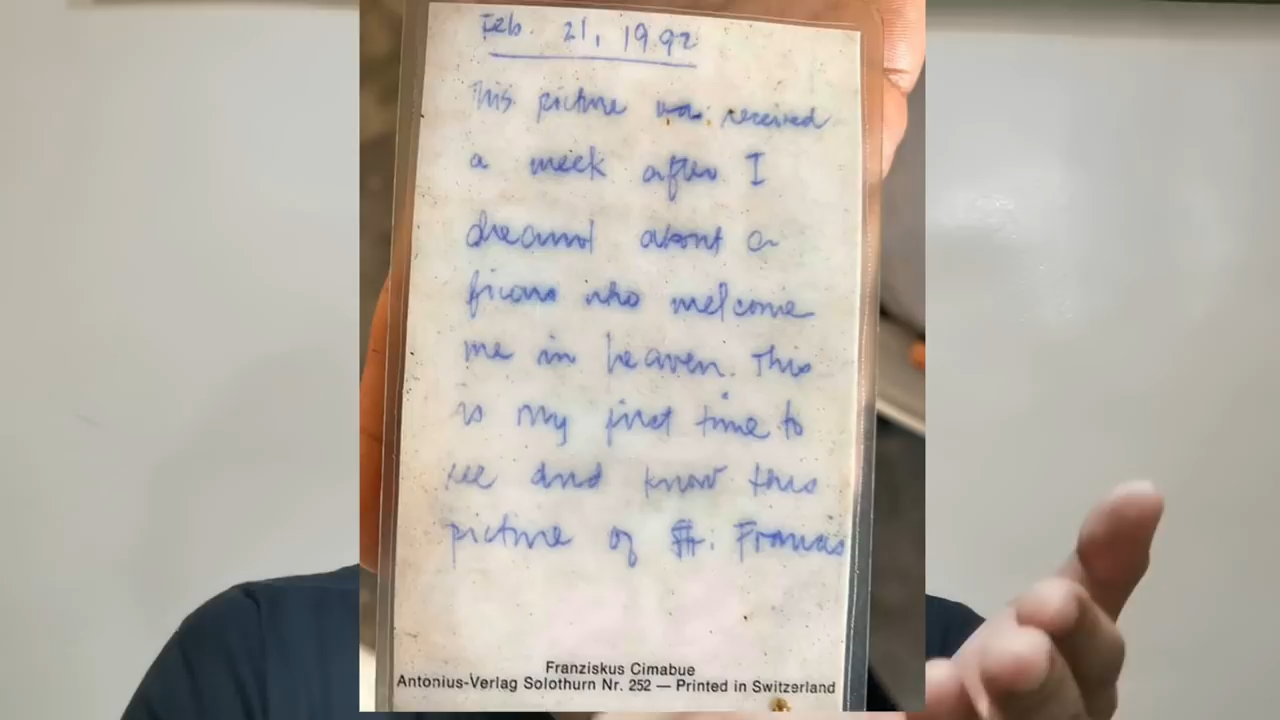 Feb. 21, 1992
This picture was received
a week after I
dreamt about a
friar who welcome
me in heaven. This
is my first time to
see and know this
picture of St. Francis
Franziskus Cimabue
Antonius-Verlag Solothurn Nr. 252 — Printed in Switzerland